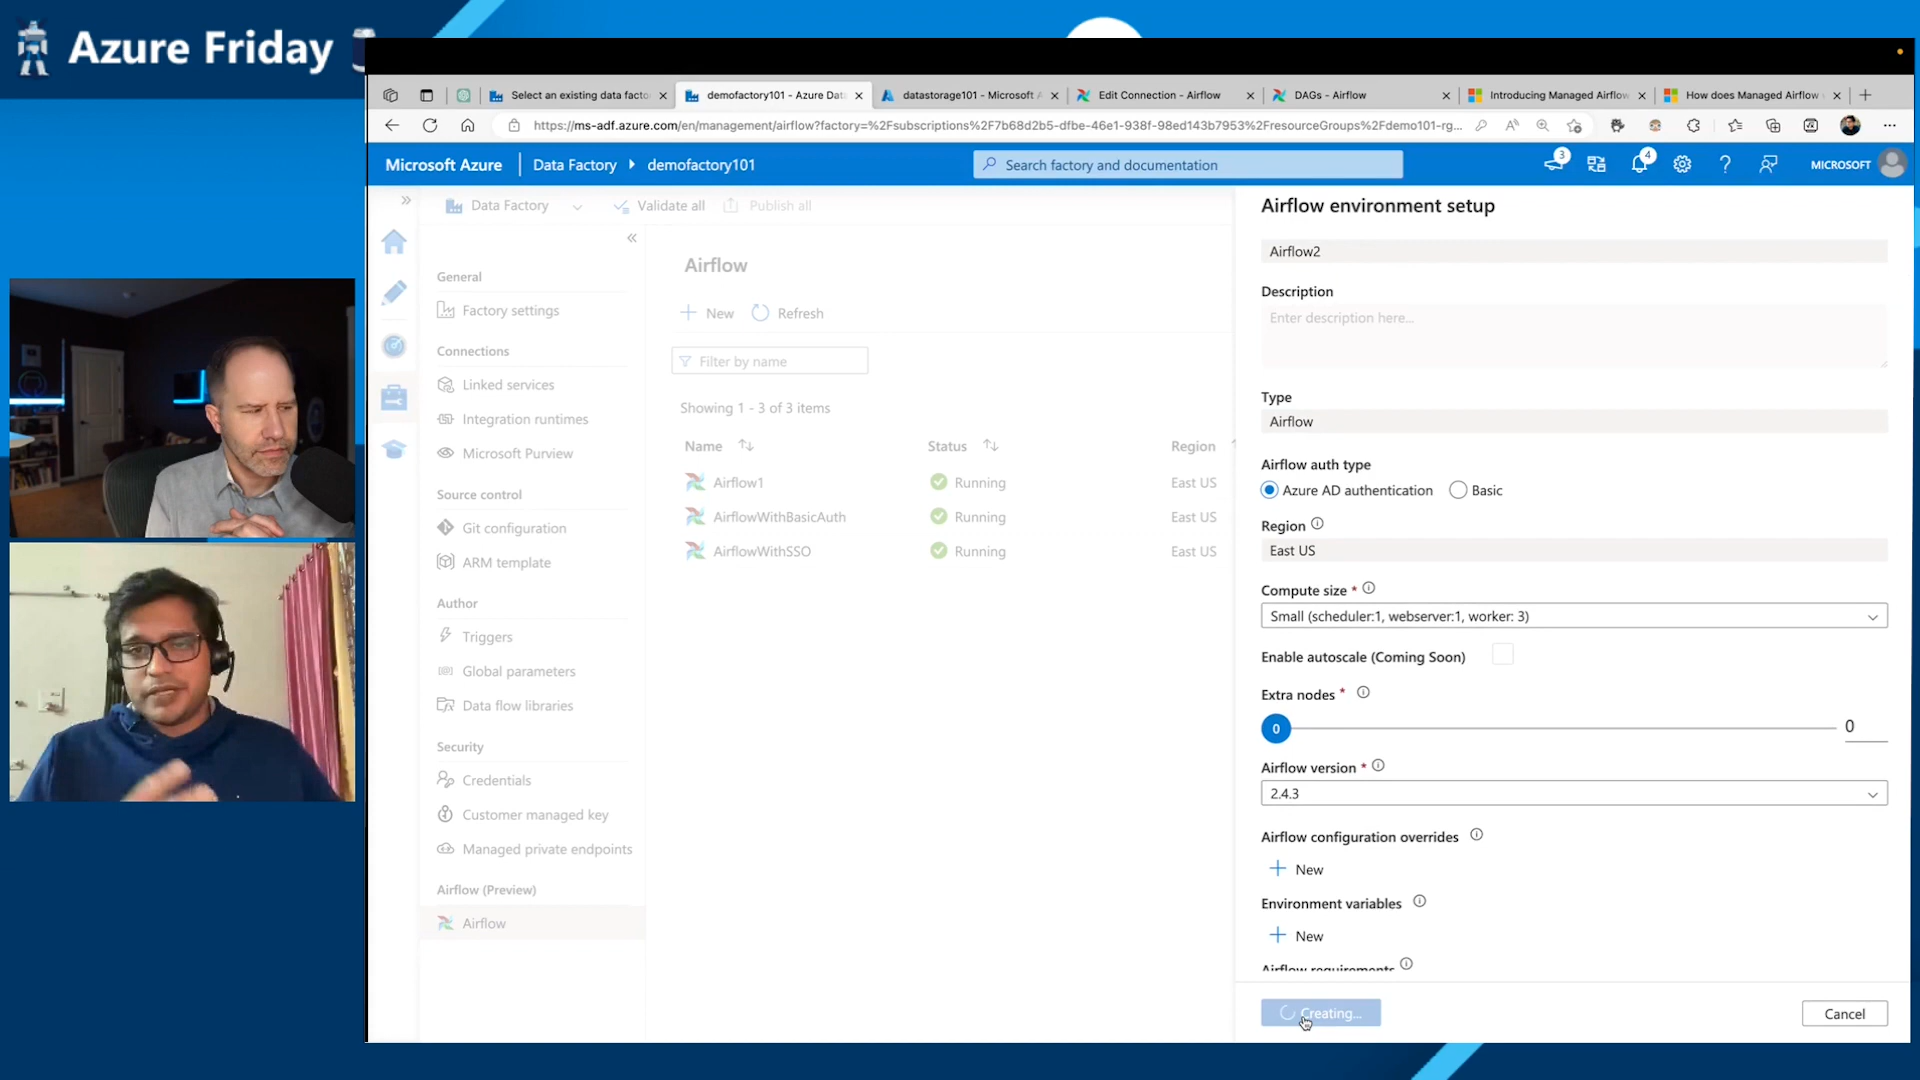 Azure Friday
Select an existing data facto
demofactory101 - Azure Dat
datastorage101 - Microsoft A
Edit Connection - Airflow
DAGs - Airflow
Introducing Managed Airflow
How does Managed Airflow
https://ms-adf.azure.com/en/management/airflow?factory=%2Fsubscriptions%2F7b68d2b5-dfbe-46e1-938f-98ed143b7953%2FresourceGroups%2Fdemo101-rg...
Microsoft Azure
Data Factory
demofactory101
Search factory and documentation
3
4
MICROSOFT
Data Factory
Validate all
Publish all
General
Factory settings
Connections
Linked services
Integration runtimes
Microsoft Purview
Source control
Git configuration
ARM template
Author
Triggers
Global parameters
Data flow libraries
Security
Credentials
Customer managed key
Managed private endpoints
Airflow (Preview)
Airflow
Airflow
New Refresh
Filter by name
Showing 1 - 3 of 3 items
Name Status Region
Airflow1 Running East US
AirflowWithBasicAuth Running East US
AirflowWithSSO Running East US
Airflow environment setup
Airflow2
Description
Enter description here...
Type
Airflow
Airflow auth type
Azure AD authentication Basic
Region
East US
Compute size *
Small (scheduler:1, webserver:1, worker: 3)
Enable autoscale (Coming Soon)
Extra nodes *
0 0
Airflow version *
2.4.3
Airflow configuration overrides
New
Environment variables
New
Airflow requirements
Creating... Cancel